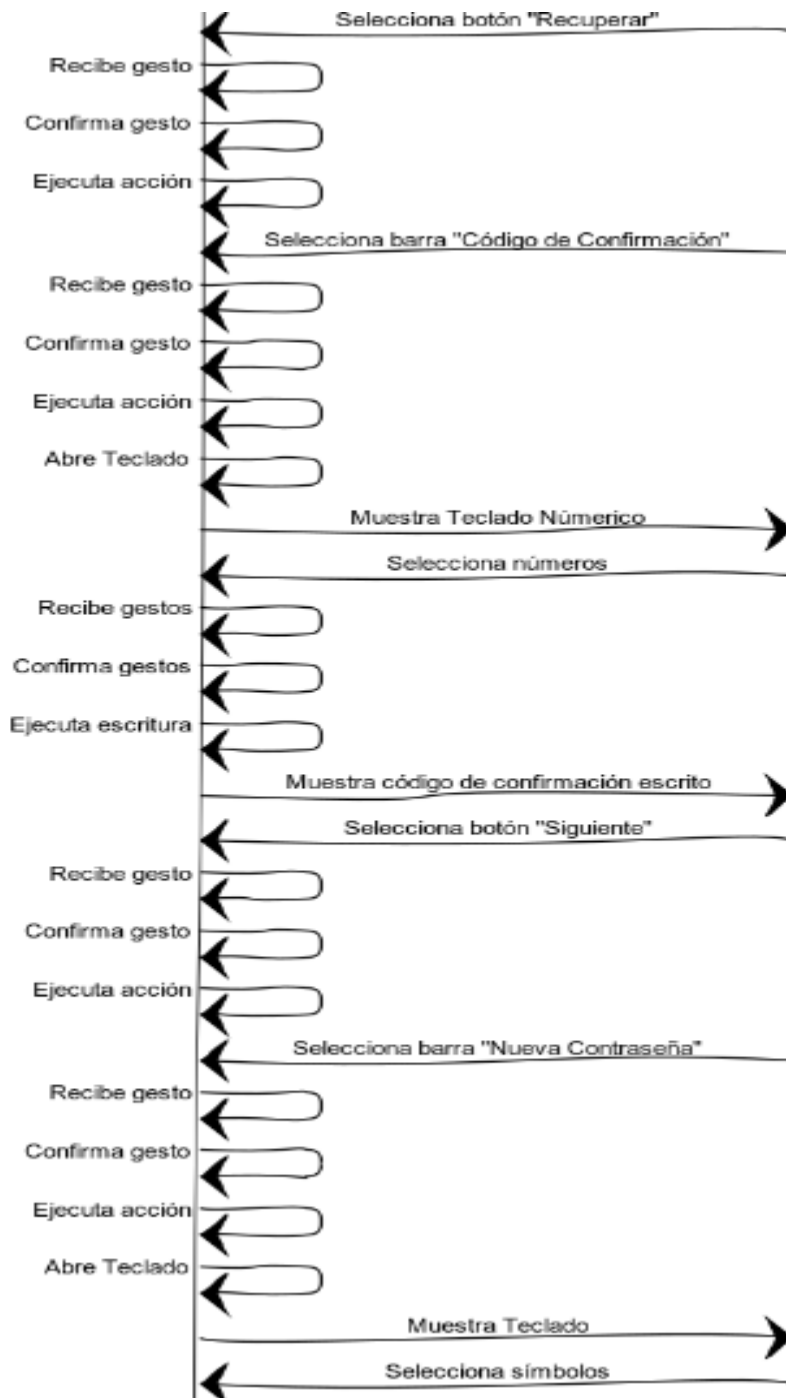 Selecciona botón "Recuperar"
Recibe gesto
Confirma gesto
Ejecuta acción
Selecciona barra "Código de Confirmación"
Recibe gesto
Confirma gesto
Ejecuta acción
Abre Teclado
Muestra Teclado Númerico
Selecciona números
Recibe gestos
Confirma gestos
Ejecuta escritura
Muestra código de confirmación escrito
Selecciona botón "Siguiente"
Recibe gesto
Confirma gesto
Ejecuta acción
Selecciona barra "Nueva Contraseña"
Recibe gesto
Confirma gesto
Ejecuta acción
Abre Teclado
Muestra Teclado
Selecciona símbolos